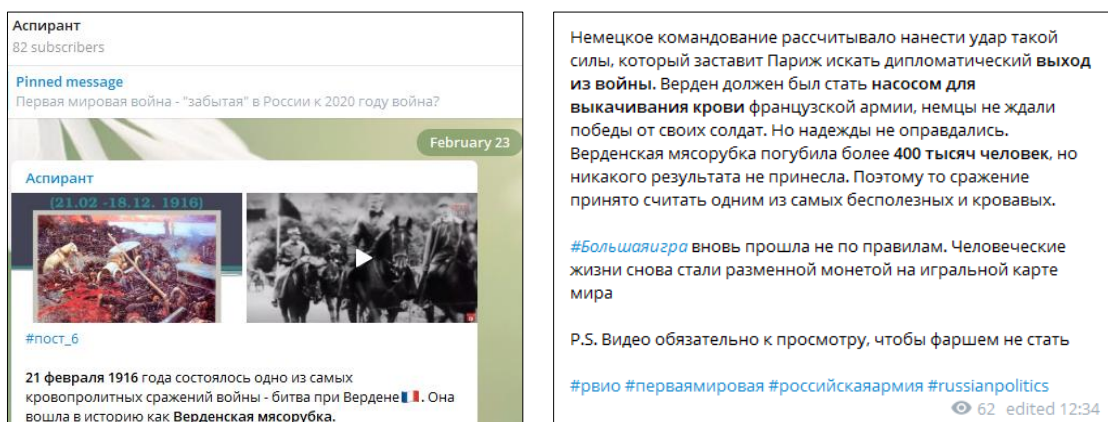 Аспирант
82 subscribers
Pinned message
Первая мировая война - "забытая" в России к 2020 году война?
February 23
Аспирант
(21.02 -18.12. 1916)
#пост_6
21 февраля 1916 года состоялось одно из самых
кровопролитных сражений войны - битва при Вердене🇫🇷. Она
вошла в историю как Верденская мясорубка.
Немецкое командование рассчитывало нанести удар такой
силы, который заставит Париж искать дипломатический выход
из войны. Верден должен был стать насосом для
выкачивания крови французской армии, немцы не ждали
победы от своих солдат. Но надежды не оправдались.
Верденская мясорубка погубила более 400 тысяч человек, но
никакого результата не принесла. Поэтому то сражение
принято считать одним из самых бесполезных и кровавых.
#Большаяигра вновь прошла не по правилам. Человеческие
жизни снова стали разменной монетой на игральной карте
мира
P.S. Видео обязательно к просмотру, чтобы фаршем не стать
#рвио #перваямировая #российскаяармия #russianpolitics
62 edited 12:34